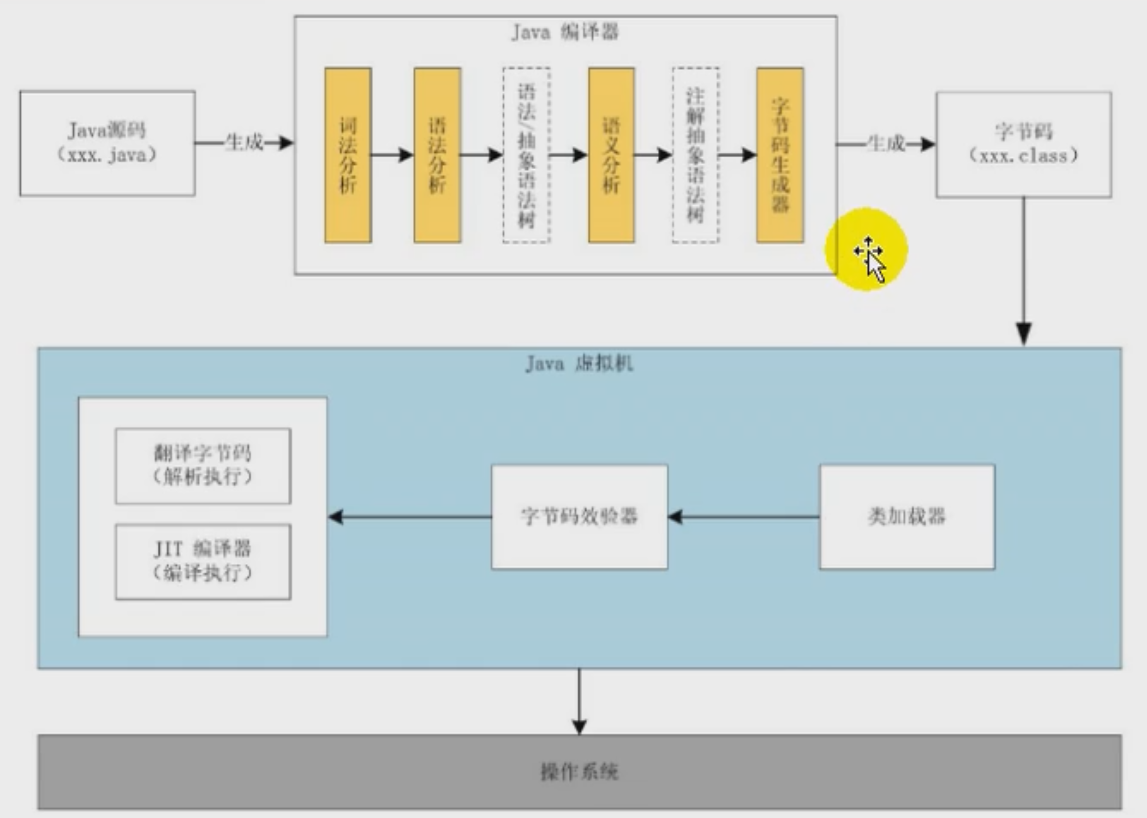 Java 编译器
Java源码
（xxx.java）
生成
词法分析
语法分析
语法/抽象语法树
语义分析
注解抽象语法树
字节码生成器
生成
字节码
（xxx.class）
Java 虚拟机
翻译字节码
（解析执行）
JIT 编译器
（编译执行）
字节码效验器
类加载器
操作系统